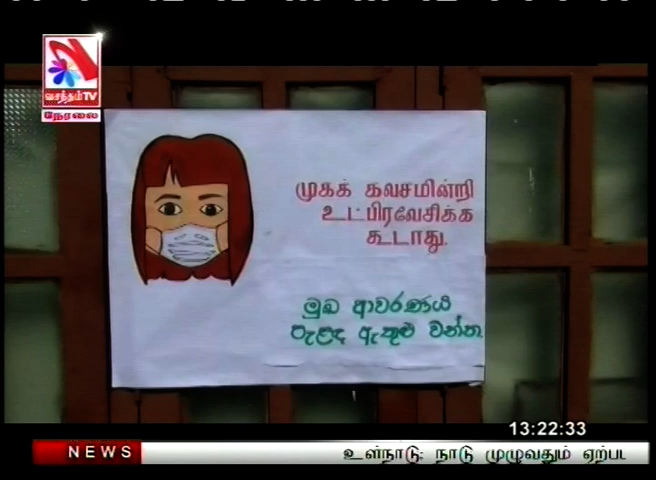 வசந்தம்TV
நேரலை
முகக் கவசமின்றி
உட்பிரவேசிக்க
கூடாது.
මුඛ ආවරණය
පැළඳ ඇතුළු වන්න
13:22:33
NEWS
உள்நாடு: நாடு முழுவதும் ஏற்பட